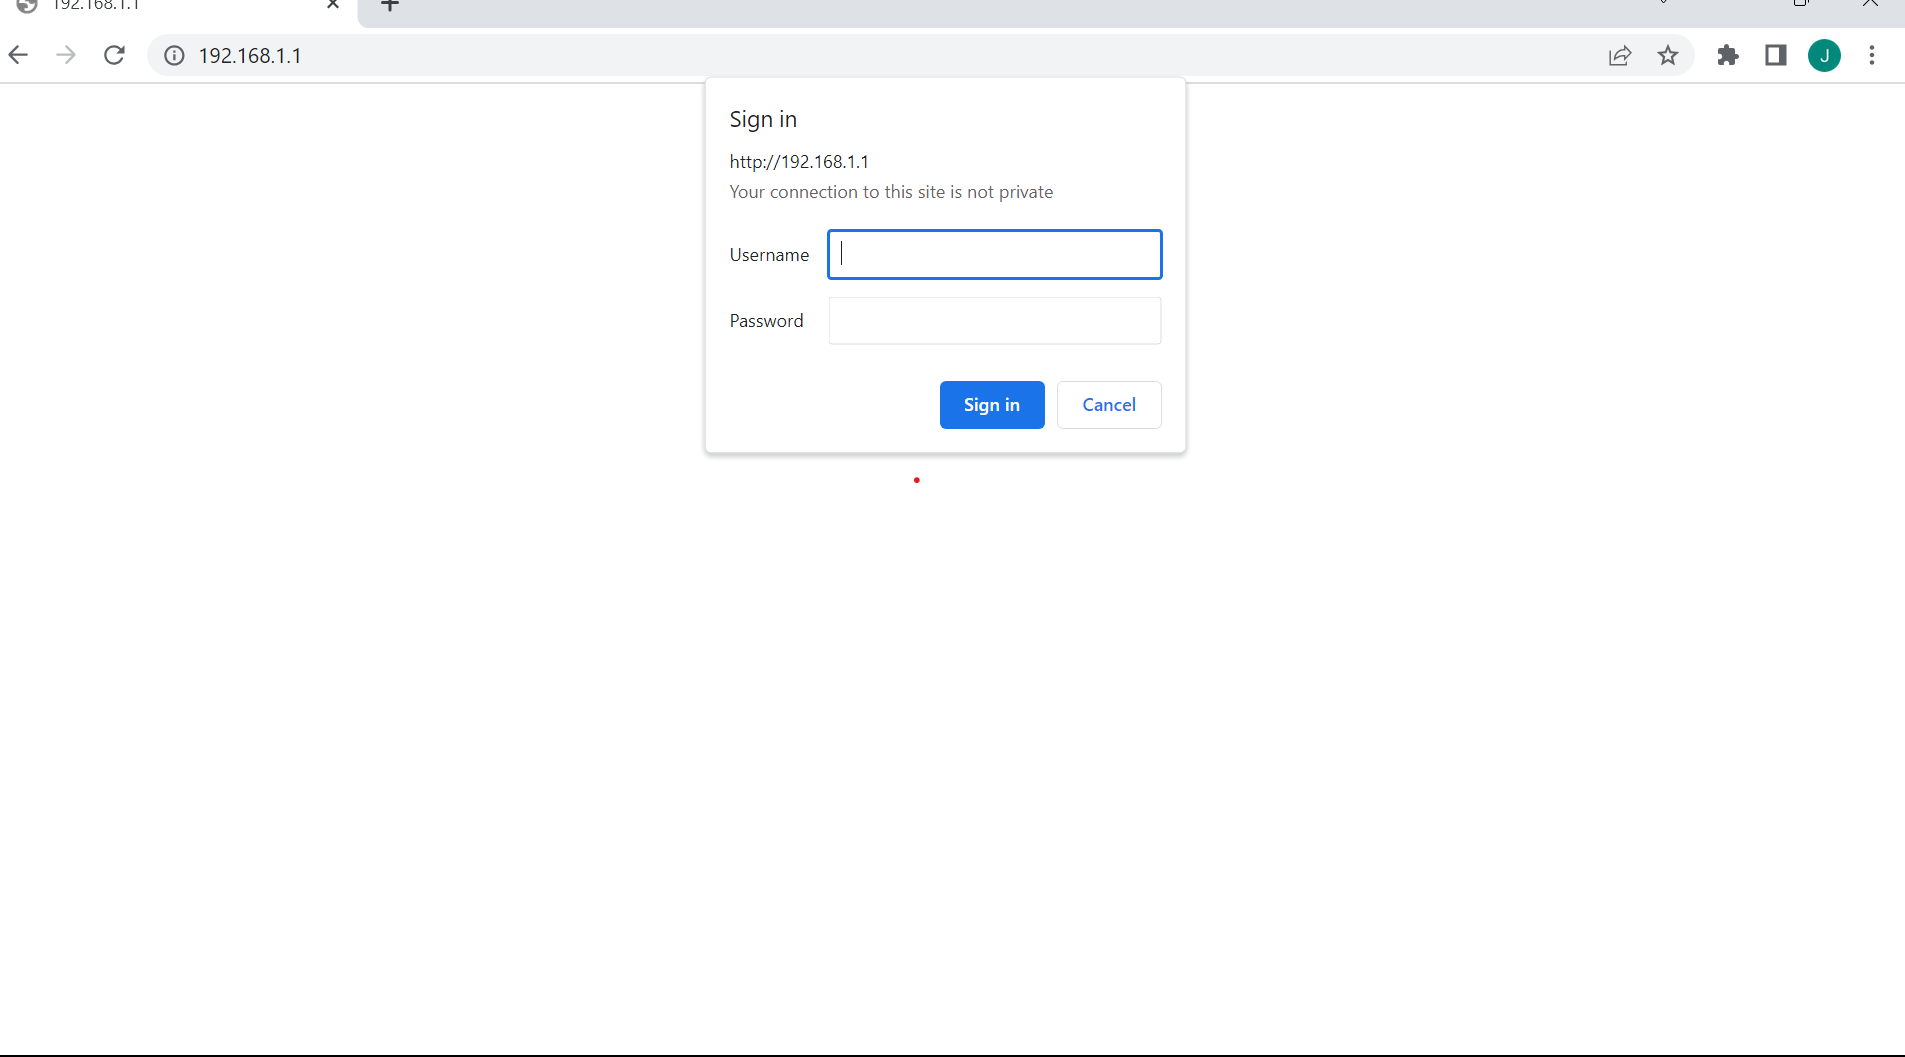 192.168.1.1
192.168.1.1
J
Sign in
http://192.168.1.1
Your connection to this site is not private
Username
Password
Sign in
Cancel